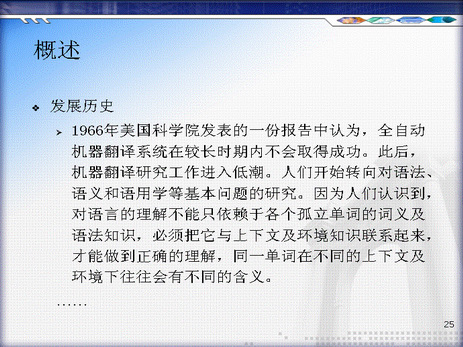 概述
❖ 发展历史
➢ 1966年美国科学院发表的一份报告中认为，全自动
机器翻译系统在较长时期内不会取得成功。此后，
机器翻译研究工作进入低潮。人们开始转向对语法、
语义和语用学等基本问题的研究。因为人们认识到，
对语言的理解不能只依赖于各个孤立单词的词义及
语法知识，必须把它与上下文及环境知识联系起来，
才能做到正确的理解，同一单词在不同的上下文及
环境下往往会有不同的含义。
……
25